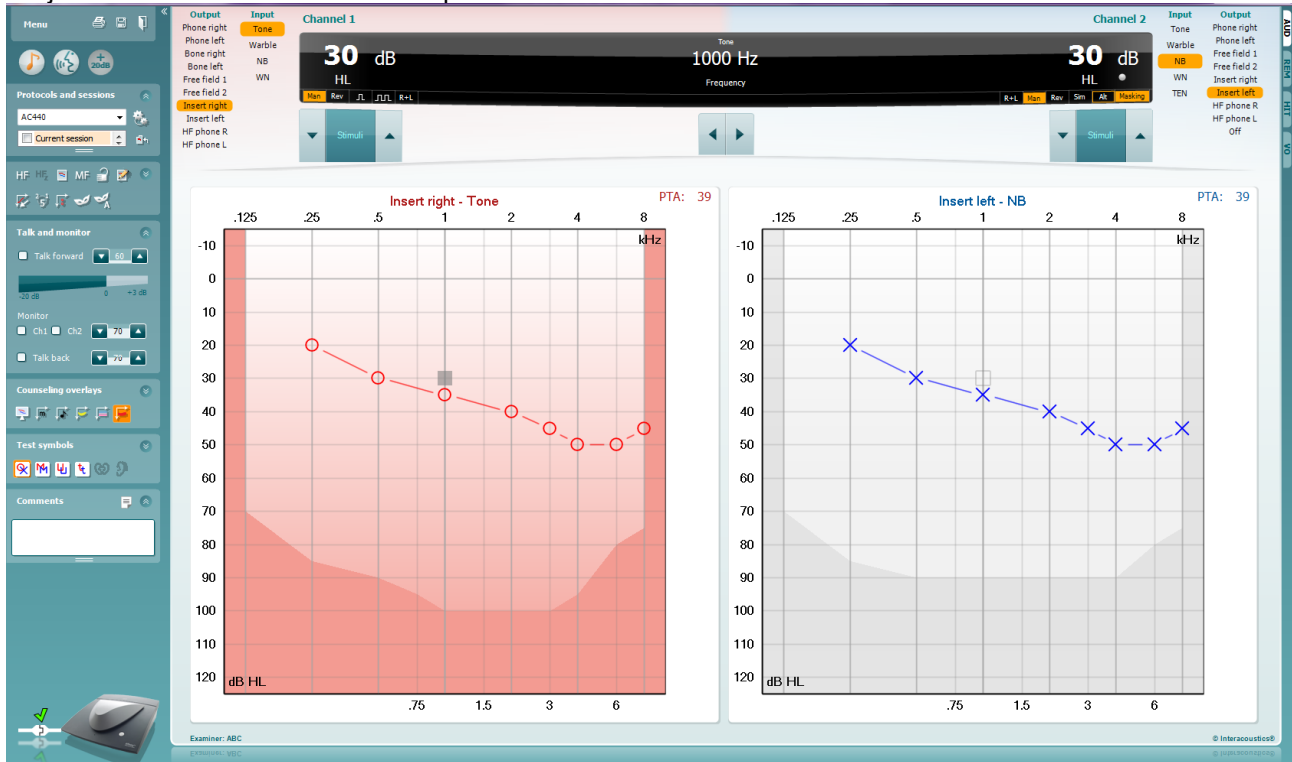 Menu
Protocols and sessions
AC440
Current session
HF
MF
Talk and monitor
Talk forward 60
-20 dB 0 +3 dB
Monitor
Ch1 Ch2 70
Talk back 70
Counseling overlays
Test symbols
Comments
Output Input
Phone right Tone
Phone left Warble
Bone right NB
Bone left WN
Free field 1
Free field 2
Insert right
Insert left
HF phone R
HF phone L
Channel 1 Channel 2
30 dB
HL
Man Rev R+L
Tone
1000 Hz
Frequency
30 dB
HL
R+L Man Rev Sim Alt Masking
Stimuli
Stimuli
Input Output
Tone Phone right
Warble Phone left
NB Free field 1
WN Free field 2
TEN Insert right
Insert left
HF phone R
HF phone L
Off
AUD
REM
HIT
VO
Insert right - Tone PTA: 39
.125 .25 .5 1 2 4 8
kHz
-10
0
10
20
30
40
50
60
70
80
90
100
110
120 dB HL
.75 1.5 3 6
Insert left - NB PTA: 39
.125 .25 .5 1 2 4 8
kHz
-10
0
10
20
30
40
50
60
70
80
90
100
110
120 dB HL
.75 1.5 3 6
Examiner: ABC © Interacoustics®